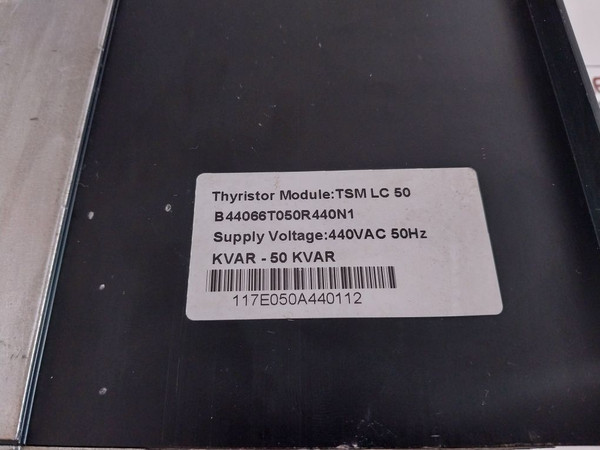 Thyristor Module:TSM LC 50
B44066T050R440N1
Supply Voltage:440VAC 50Hz
KVAR - 50 KVAR
117E050A440112